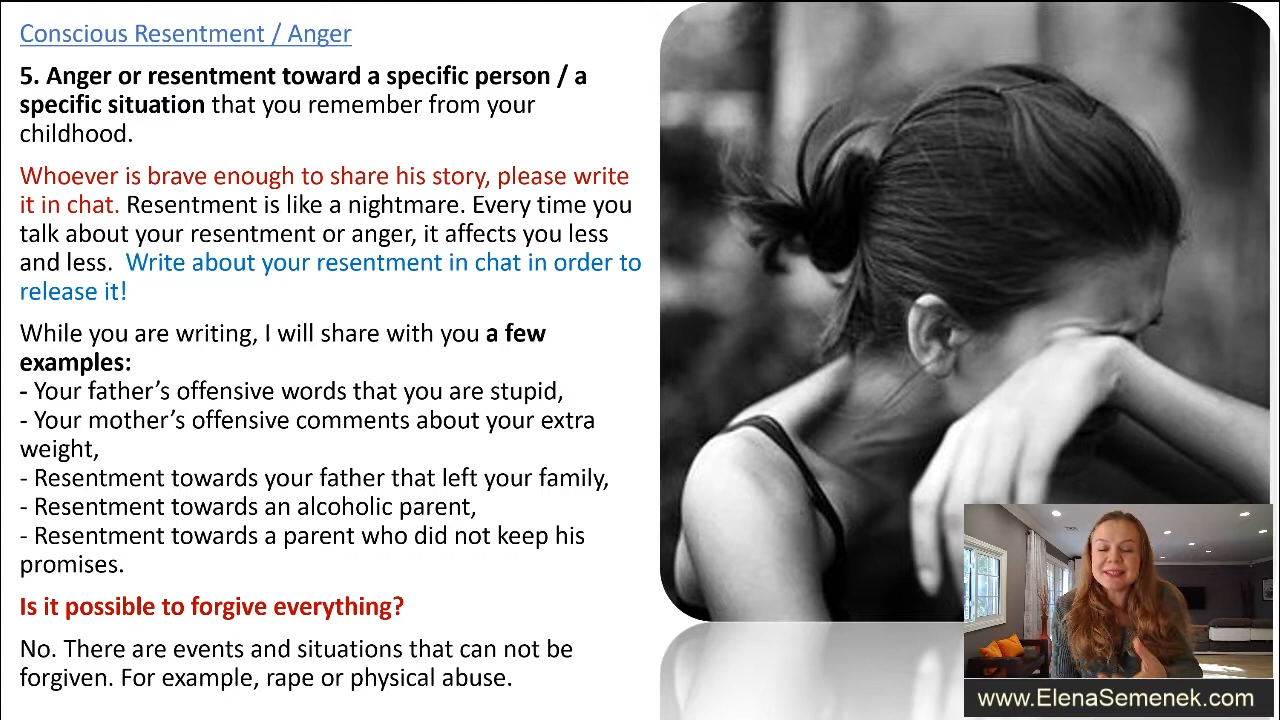 Conscious Resentment / Anger
5. Anger or resentment toward a specific person / a
specific situation that you remember from your
childhood.
Whoever is brave enough to share his story, please write
it in chat. Resentment is like a nightmare. Every time you
talk about your resentment or anger, it affects you less
and less.  Write about your resentment in chat in order to
release it!
While you are writing, I will share with you a few
examples:
- Your father’s offensive words that you are stupid,
- Your mother’s offensive comments about your extra
weight,
- Resentment towards your father that left your family,
- Resentment towards an alcoholic parent,
- Resentment towards a parent who did not keep his
promises.
Is it possible to forgive everything?
No. There are events and situations that can not be
forgiven. For example, rape or physical abuse.
www.ElenaSemenek.com